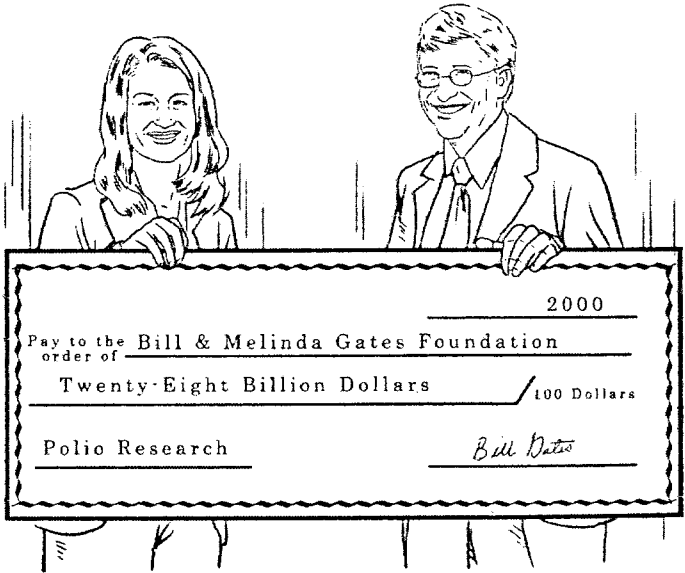 2000
Pay to the
order of Bill & Melinda Gates Foundation
Twenty-Eight Billion Dollars / 100 Dollars
Polio Research
Bill Gates